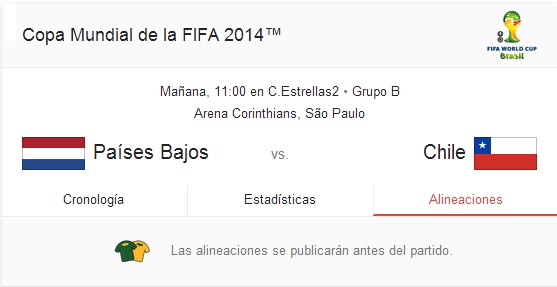 Copa Mundial de la FIFA 2014™
FIFA WORLD CUP
Brasil
Mañana, 11:00 en C.Estrellas2 • Grupo B
Arena Corinthians, São Paulo
Países Bajos vs. Chile
Cronología Estadísticas Alineaciones
Las alineaciones se publicarán antes del partido.